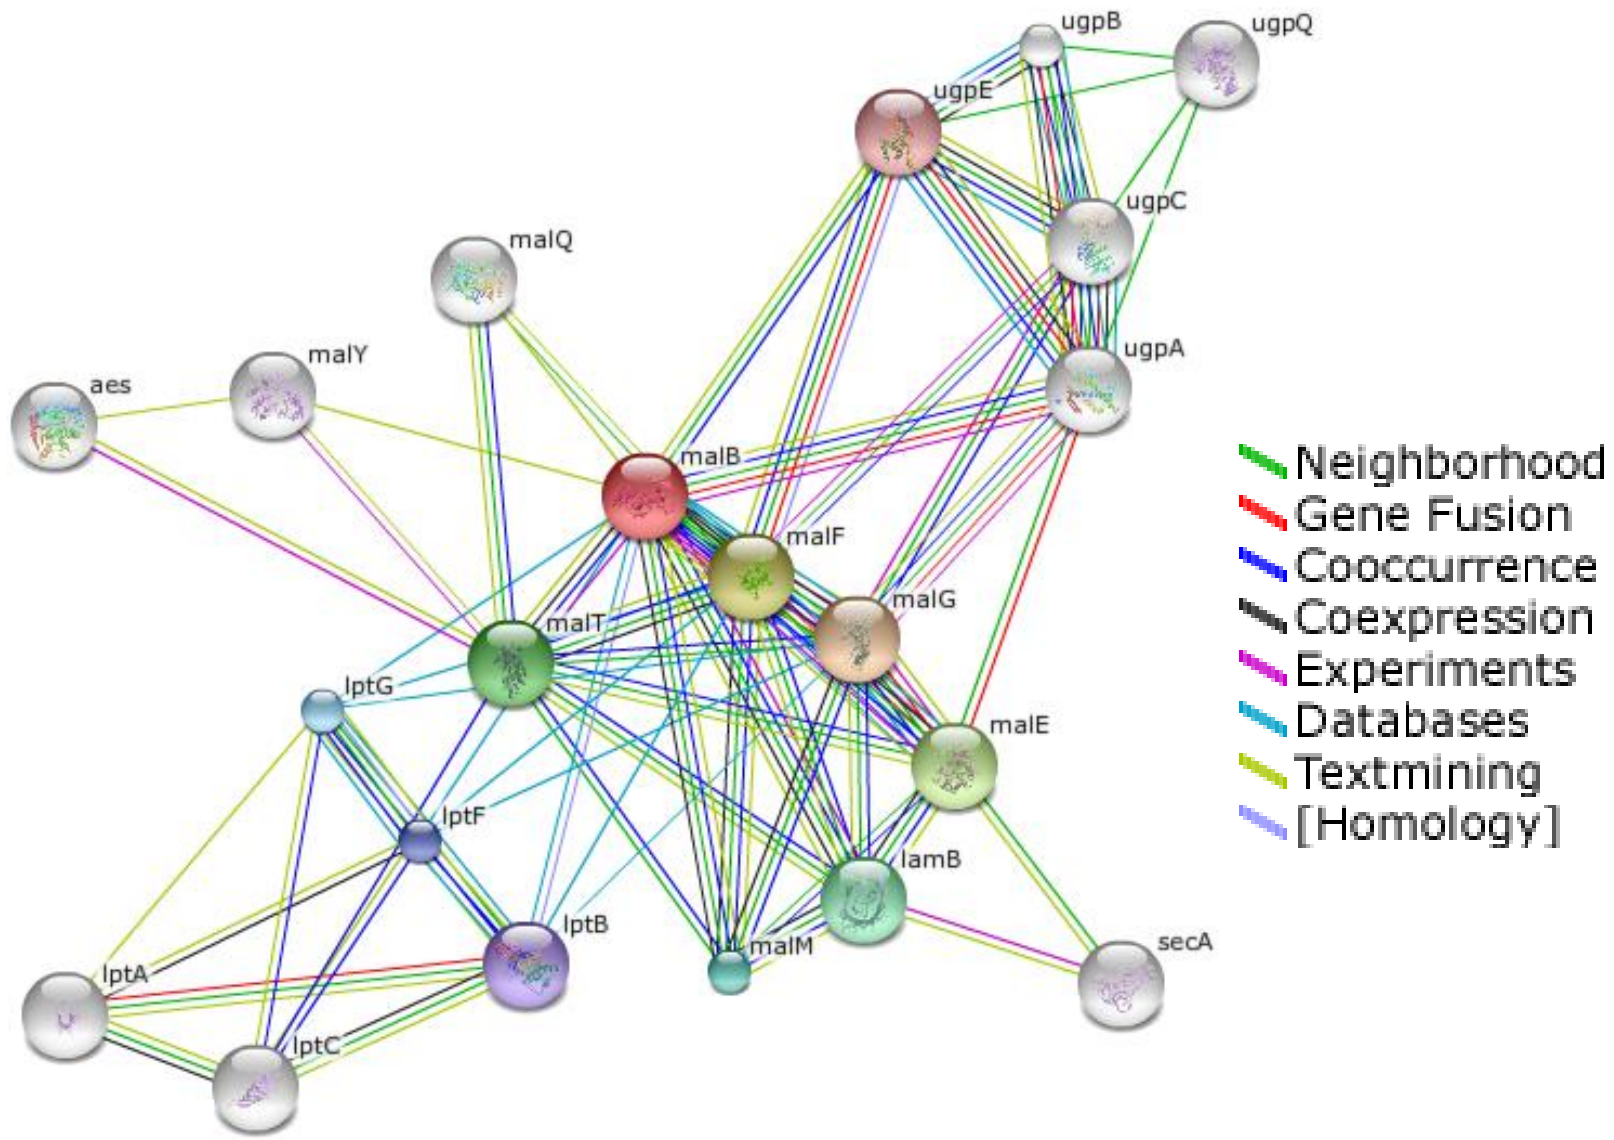 ugpB
ugpQ
ugpE
ugpC
malQ
ugpA
malY
aes
malB
malF
malG
malT
lptG
malE
lptF
lamB
lptB
malM
secA
lptA
lptC
Neighborhood
Gene Fusion
Cooccurrence
Coexpression
Experiments
Databases
Textmining
[Homology]